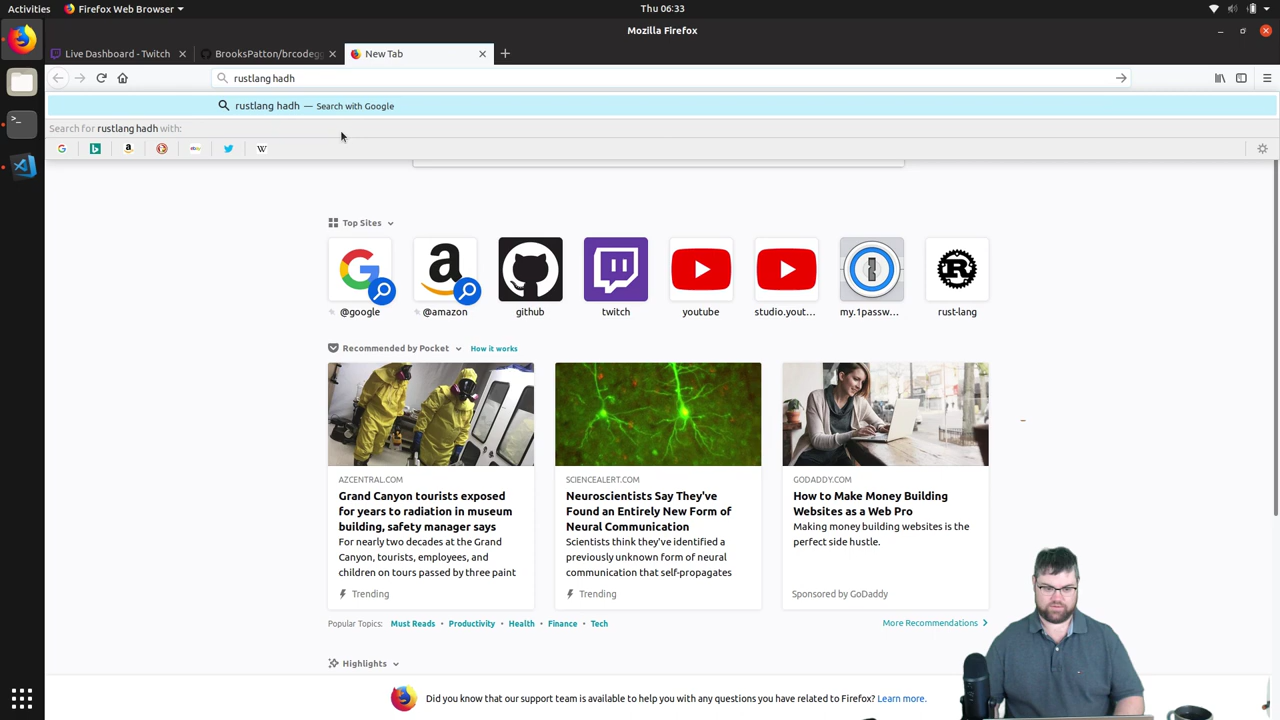 Activities
Firefox Web Browser
Thu 06:33
Mozilla Firefox
Live Dashboard - Twitch
BrooksPatton/brcodegg
New Tab
rustlang hadh
rustlang hadh — Search with Google
Search for rustlang hadh with:
Top Sites
@google
@amazon
github
twitch
youtube
studio.yout...
my.1passw...
rust-lang
Recommended by Pocket
How it works
AZCENTRAL.COM
Grand Canyon tourists exposed
for years to radiation in museum
building, safety manager says
For nearly two decades at the Grand
Canyon, tourists, employees, and
children on tours passed by three paint
Trending
SCIENCEALERT.COM
Neuroscientists Say They've
Found an Entirely New Form of
Neural Communication
Scientists think they've identified a
previously unknown form of neural
communication that self-propagates
Trending
GODADDY.COM
How to Make Money Building
Websites as a Web Pro
Making money building websites is the
perfect side hustle.
Sponsored by GoDaddy
Popular Topics: Must Reads • Productivity • Health • Finance • Tech
More Recommendations
Highlights
Did you know that our support team is available to help you with any questions you have related to Firefox? Learn more.